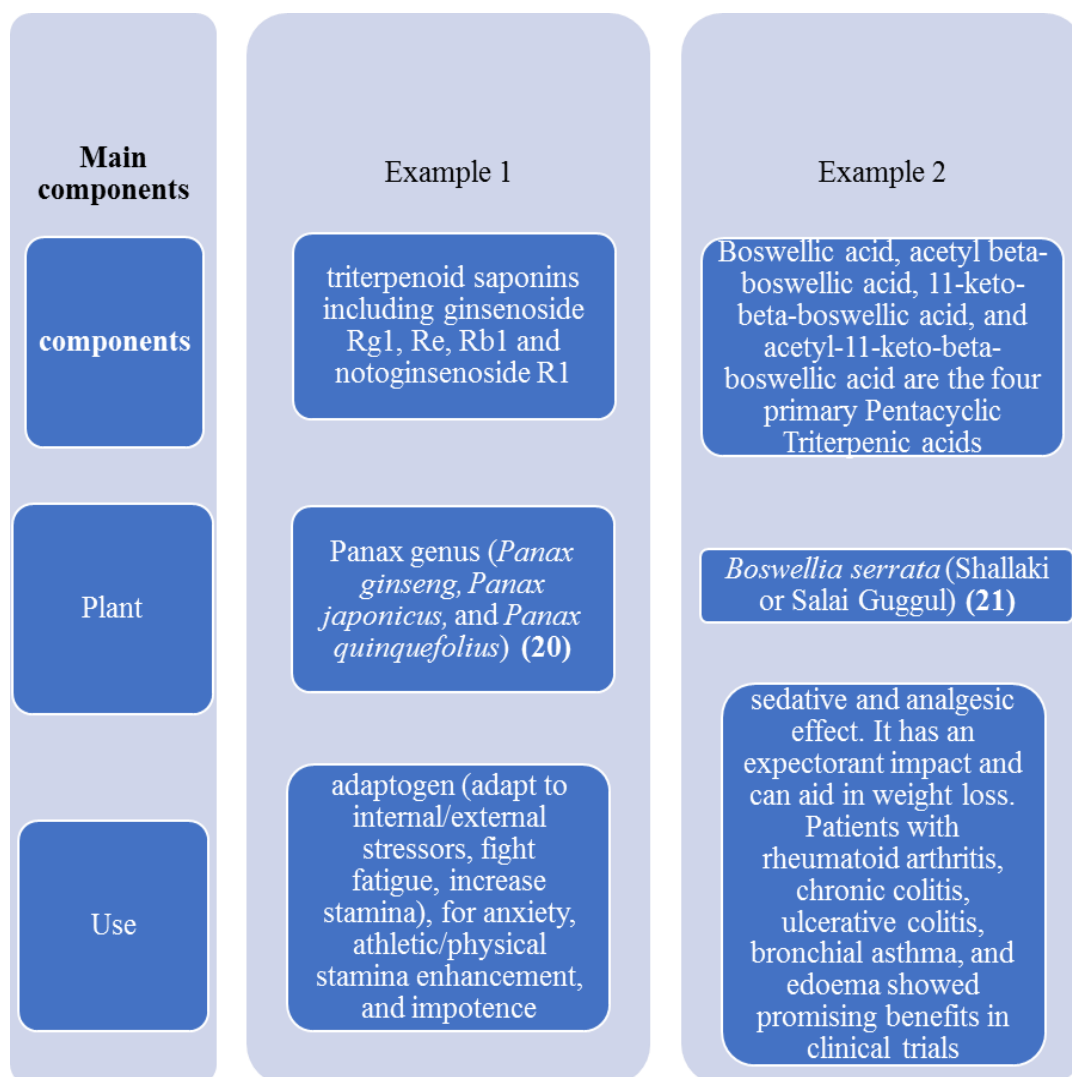 Main
components
components
Plant
Use
Example 1
triterpenoid saponins
including ginsenoside
Rg1, Re, Rb1 and
notoginsenoside R1
Panax genus (Panax
ginseng, Panax
japonicus, and Panax
quinquefolius) (20)
adaptogen (adapt to
internal/external
stressors, fight
fatigue, increase
stamina), for anxiety,
athletic/physical
stamina enhancement,
and impotence
Example 2
Boswellic acid, acetyl beta-
boswellic acid, 11-keto-
beta-boswellic acid, and
acetyl-11-keto-beta-
boswellic acid are the four
primary Pentacyclic
Triterpenic acids
Boswellia serrata (Shallaki
or Salai Guggul) (21)
sedative and analgesic
effect. It has an
expectorant impact and
can aid in weight loss.
Patients with
rheumatoid arthritis,
chronic colitis,
ulcerative colitis,
bronchial asthma, and
edoema showed
promising benefits in
clinical trials